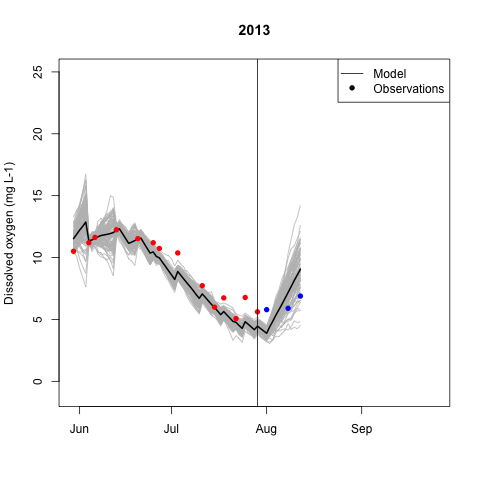 2013
Model
Observations
Dissolved oxygen (mg L-1)
25
20
15
10
5
0
Jun
Jul
Aug
Sep